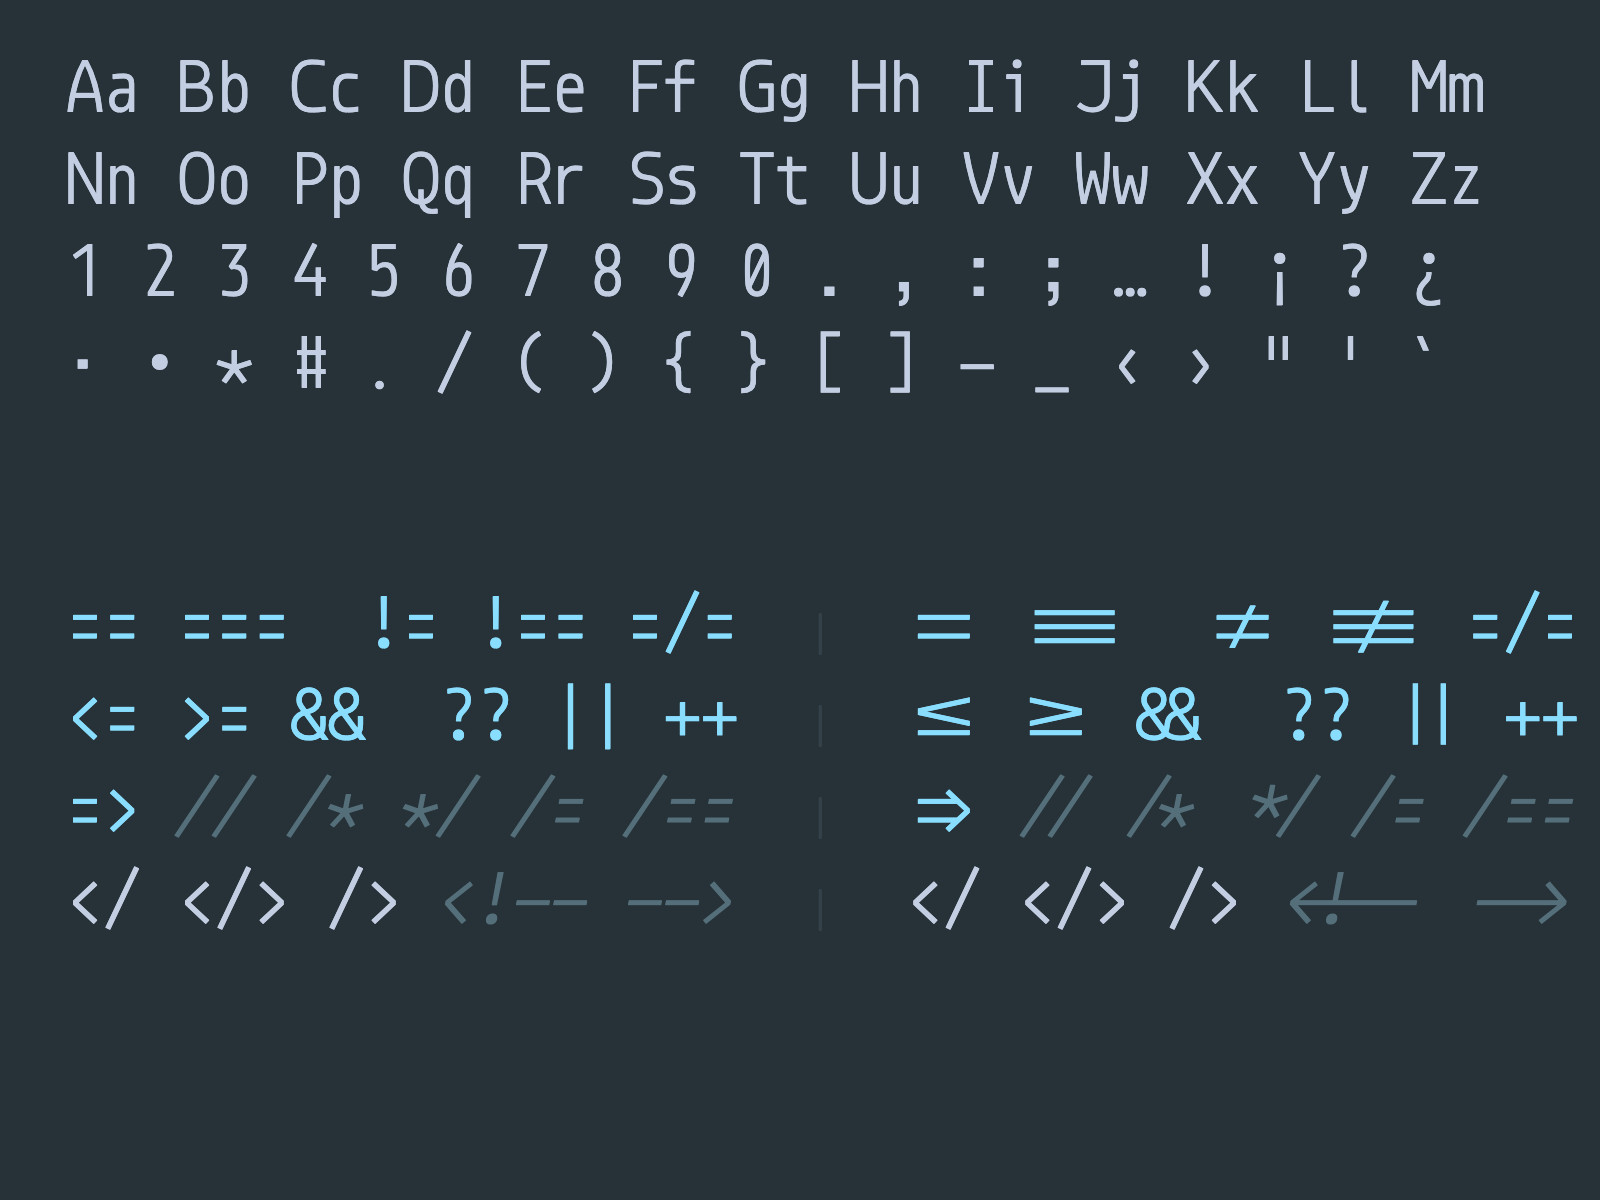 Aa Bb Cc Dd Ee Ff Gg Hh Ii Jj Kk Ll Mm
Nn Oo Pp Qq Rr Ss Tt Uu Vv Ww Xx Yy Zz
1 2 3 4 5 6 7 8 9 0 . , : ; … ! ¡ ? ¿
· • * # . / ( ) { } [ ] - _ ‹ › " ' `
== === != !== =/= | == === != !== =/=
<= >= && ?? || ++ | <= >= && ?? || ++
=> // /* */ /= /== | => // /* */ /= /==
</ </> /> <!-- --> | </ </> /> <!-- -->